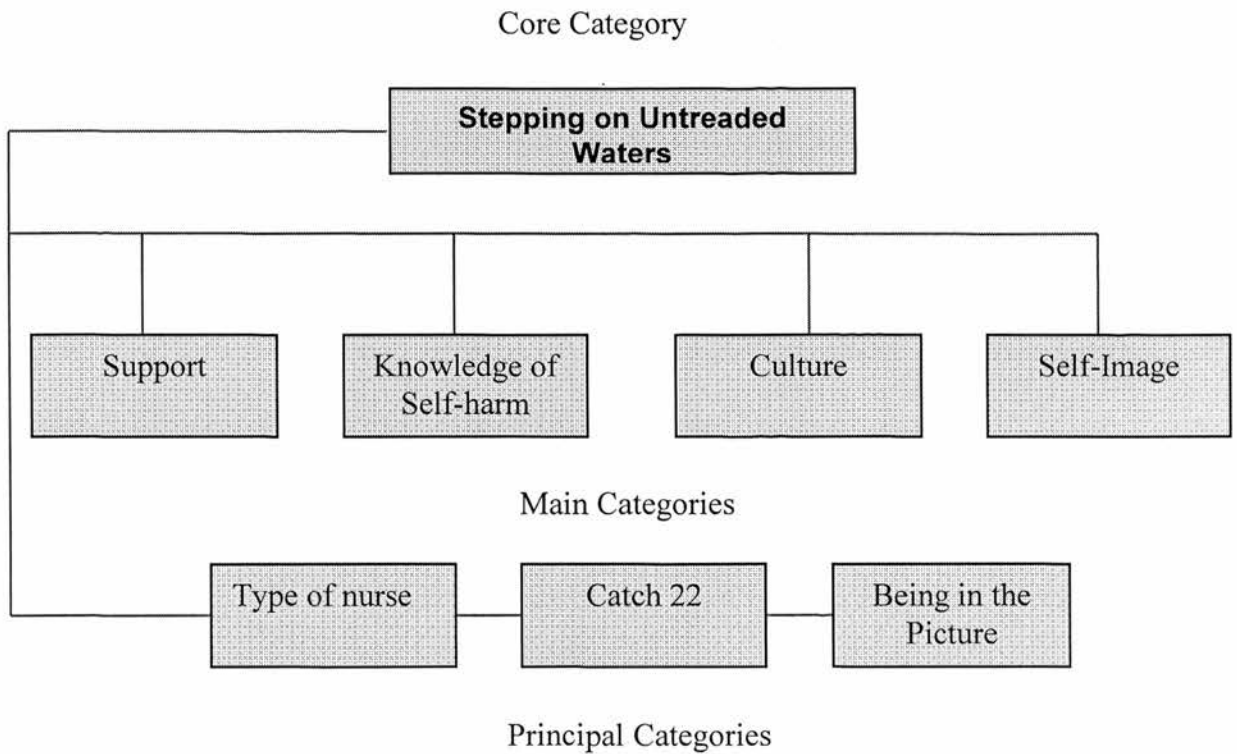 Core Category
Stepping on Untreaded
Waters
Support
Knowledge of
Self-harm
Culture
Self-Image
Main Categories
Type of nurse
Catch 22
Being in the
Picture
Principal Categories